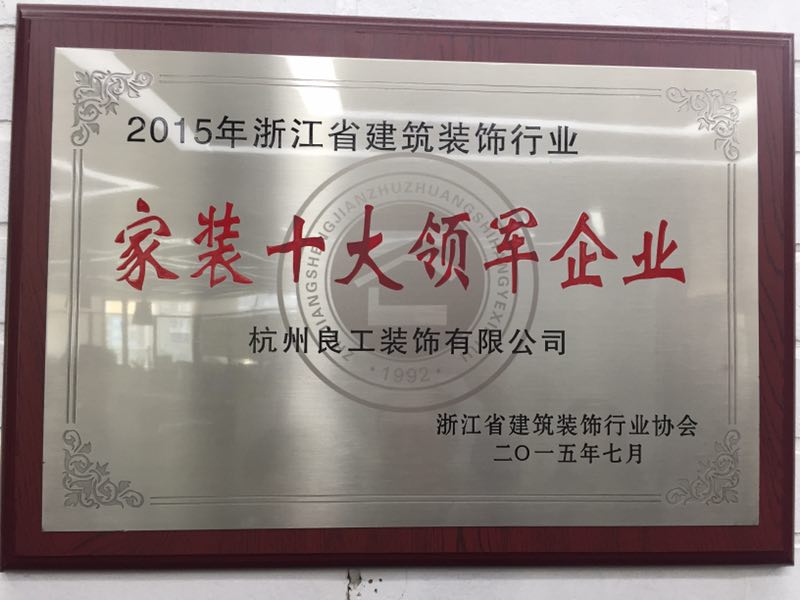 2015年浙江省建筑装饰行业
家装十大领军企业
杭州良工装饰有限公司
·1992·
浙江省建筑装饰行业协会
二〇一五年七月